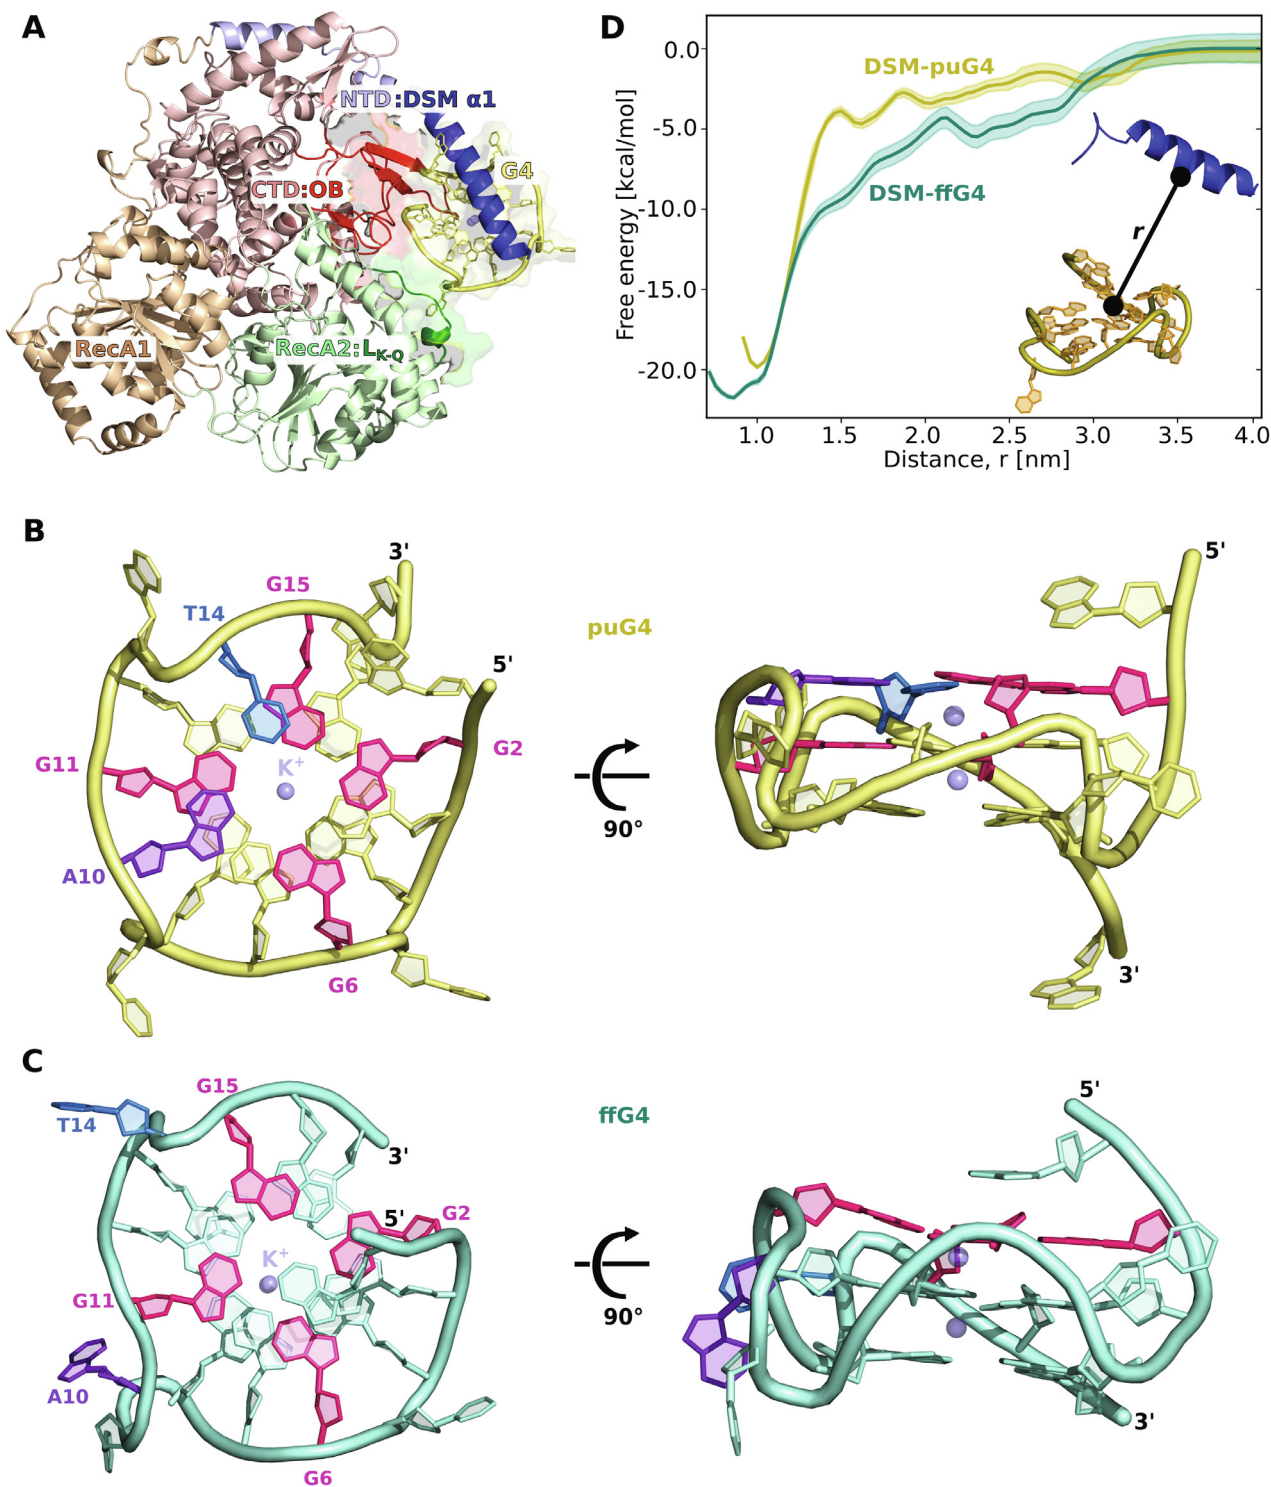 A
NTD:DSM α1
G4
CTD:OB
RecA1
RecA2:LK-Q
D
Free energy [kcal/mol]
0.0
-5.0
-10.0
-15.0
-20.0
DSM-puG4
DSM-ffG4
r
1.0 1.5 2.0 2.5 3.0 3.5 4.0
Distance, r [nm]
B
3'
G15
T14
5'
G11
K+
G2
A10
G6
puG4
90°
5'
3'
C
G15
T14
3'
5'
G2
K+
G11
A10
G6
ffG4
90°
5'
3'